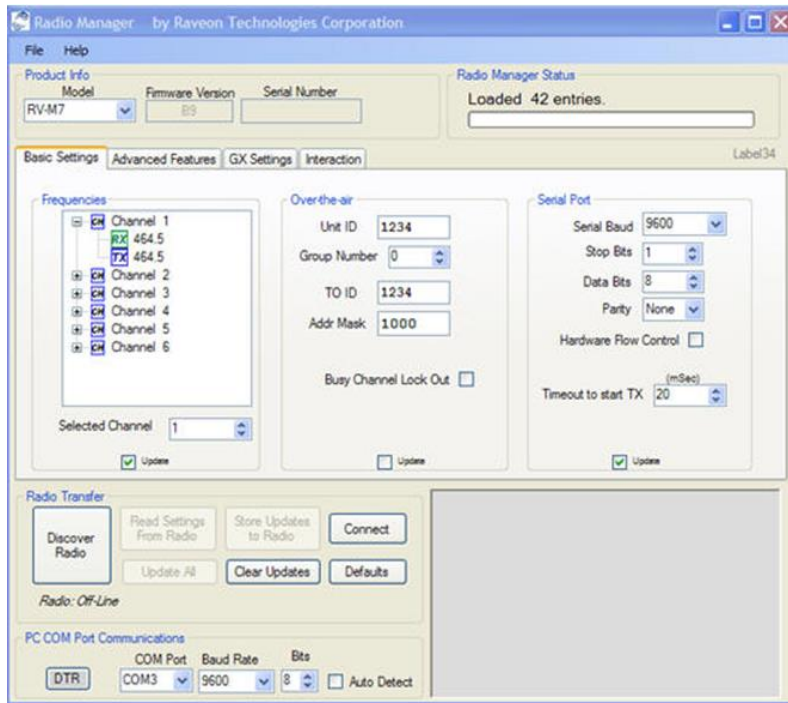 Radio Manager by Raveon Technologies Corporation
File Help
Product Info
Model Firmware Version Serial Number
RV-M7 B9
Radio Manager Status
Loaded 42 entries.
Basic Settings Advanced Features GX Settings Interaction Label34
Frequencies
CH Channel 1
RX 464.5
TX 464.5
CH Channel 2
CH Channel 3
CH Channel 4
CH Channel 5
CH Channel 6
Selected Channel 1
Update
Over-the-air
Unit ID 1234
Group Number 0
TO ID 1234
Addr Mask 1000
Busy Channel Lock Out
Update
Serial Port
Serial Baud 9600
Stop Bits 1
Data Bits 8
Parity None
Hardware Flow Control
(mSec)
Timeout to start TX 20
Update
Radio Transfer
Discover Radio
Read Settings From Radio
Store Updates to Radio
Connect
Update All
Clear Updates
Defaults
Radio: Off-Line
PC COM Port Communications
COM Port Baud Rate Bits
DTR COM3 9600 8 Auto Detect